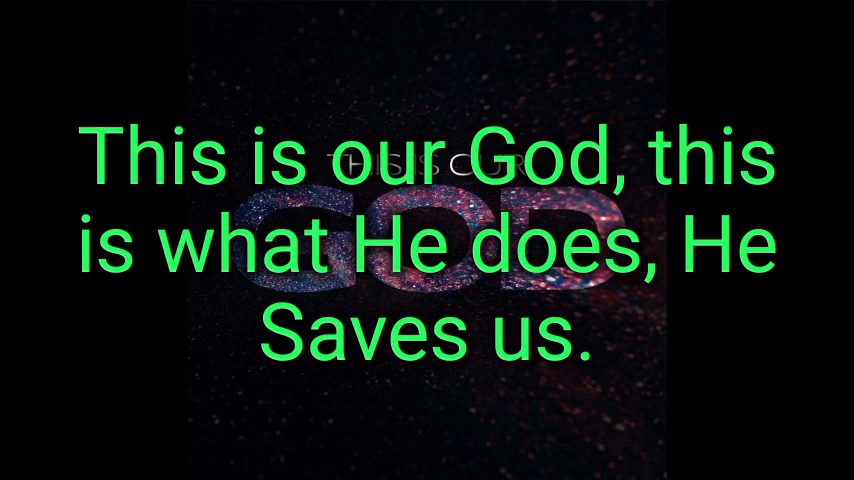 This is our God, this
is what He does, He
Saves us.
THIS IS OUR
GOD